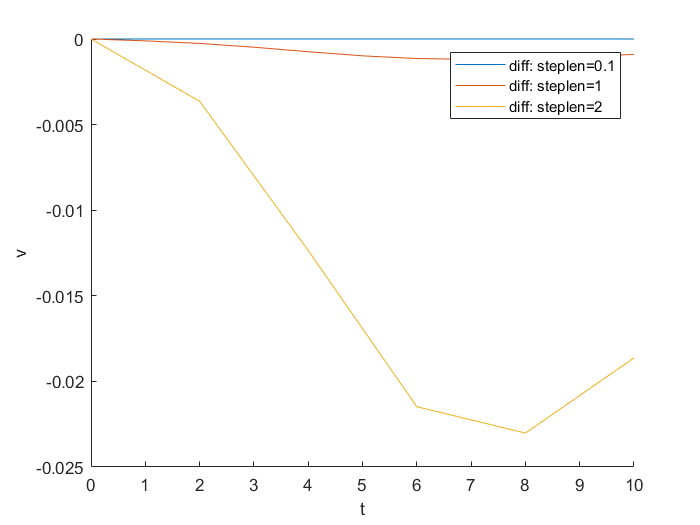 0
-0.005
-0.01
-0.015
-0.02
-0.025
v
diff: steplen=0.1
diff: steplen=1
diff: steplen=2
0 1 2 3 4 5 6 7 8 9 10
t